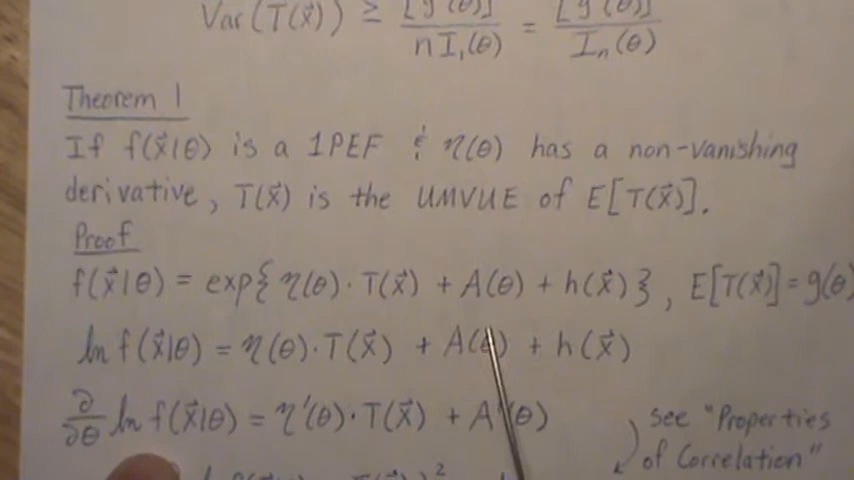 Var(T(x⃗)) ≥ [g'(θ)]² / nI₁(θ) = [g'(θ)]² / Iₙ(θ)
Theorem 1
If f(x⃗|θ) is a 1PEF & η(θ) has a non-vanishing
derivative, T(x⃗) is the UMVUE of E[T(x⃗)].
Proof
f(x⃗|θ) = exp{η(θ)·T(x⃗) + A(θ) + h(x⃗)}, E[T(x⃗)] = g(θ)
ln f(x⃗|θ) = η(θ)·T(x⃗) + A(θ) + h(x⃗)
∂/∂θ ln f(x⃗|θ) = η'(θ)·T(x⃗) + A'(θ)
see "Properties
of Correlation"